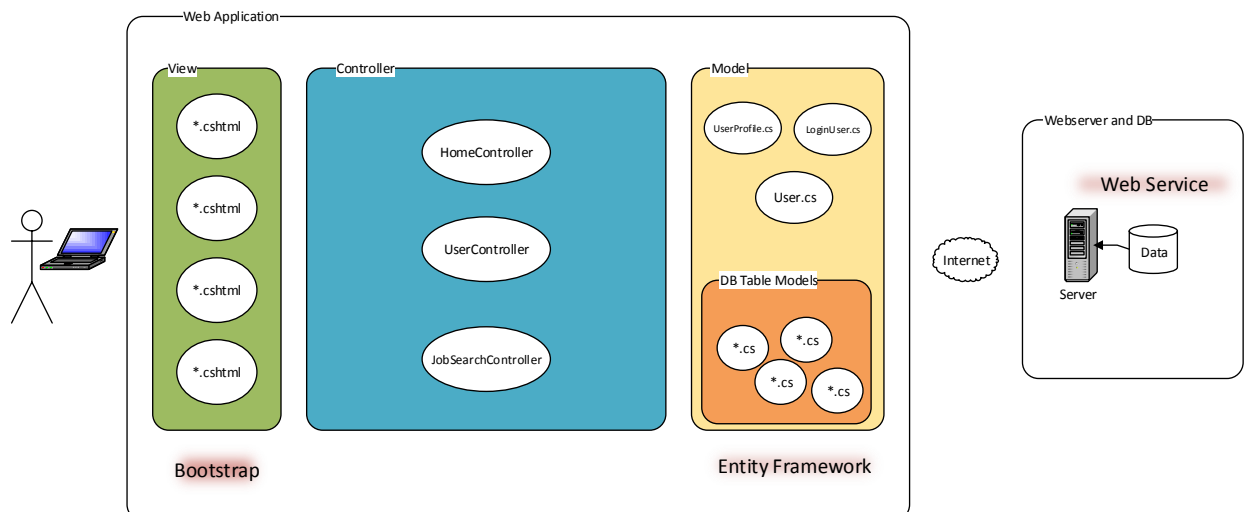 Web Application
View
Controller
Model
Webserver and DB
*.cshtml
*.cshtml
*.cshtml
*.cshtml
HomeController
UserController
JobSearchController
UserProfile.cs
LoginUser.cs
User.cs
DB Table Models
*.cs
*.cs
*.cs
*.cs
Bootstrap
Entity Framework
Internet
Web Service
Data
Server